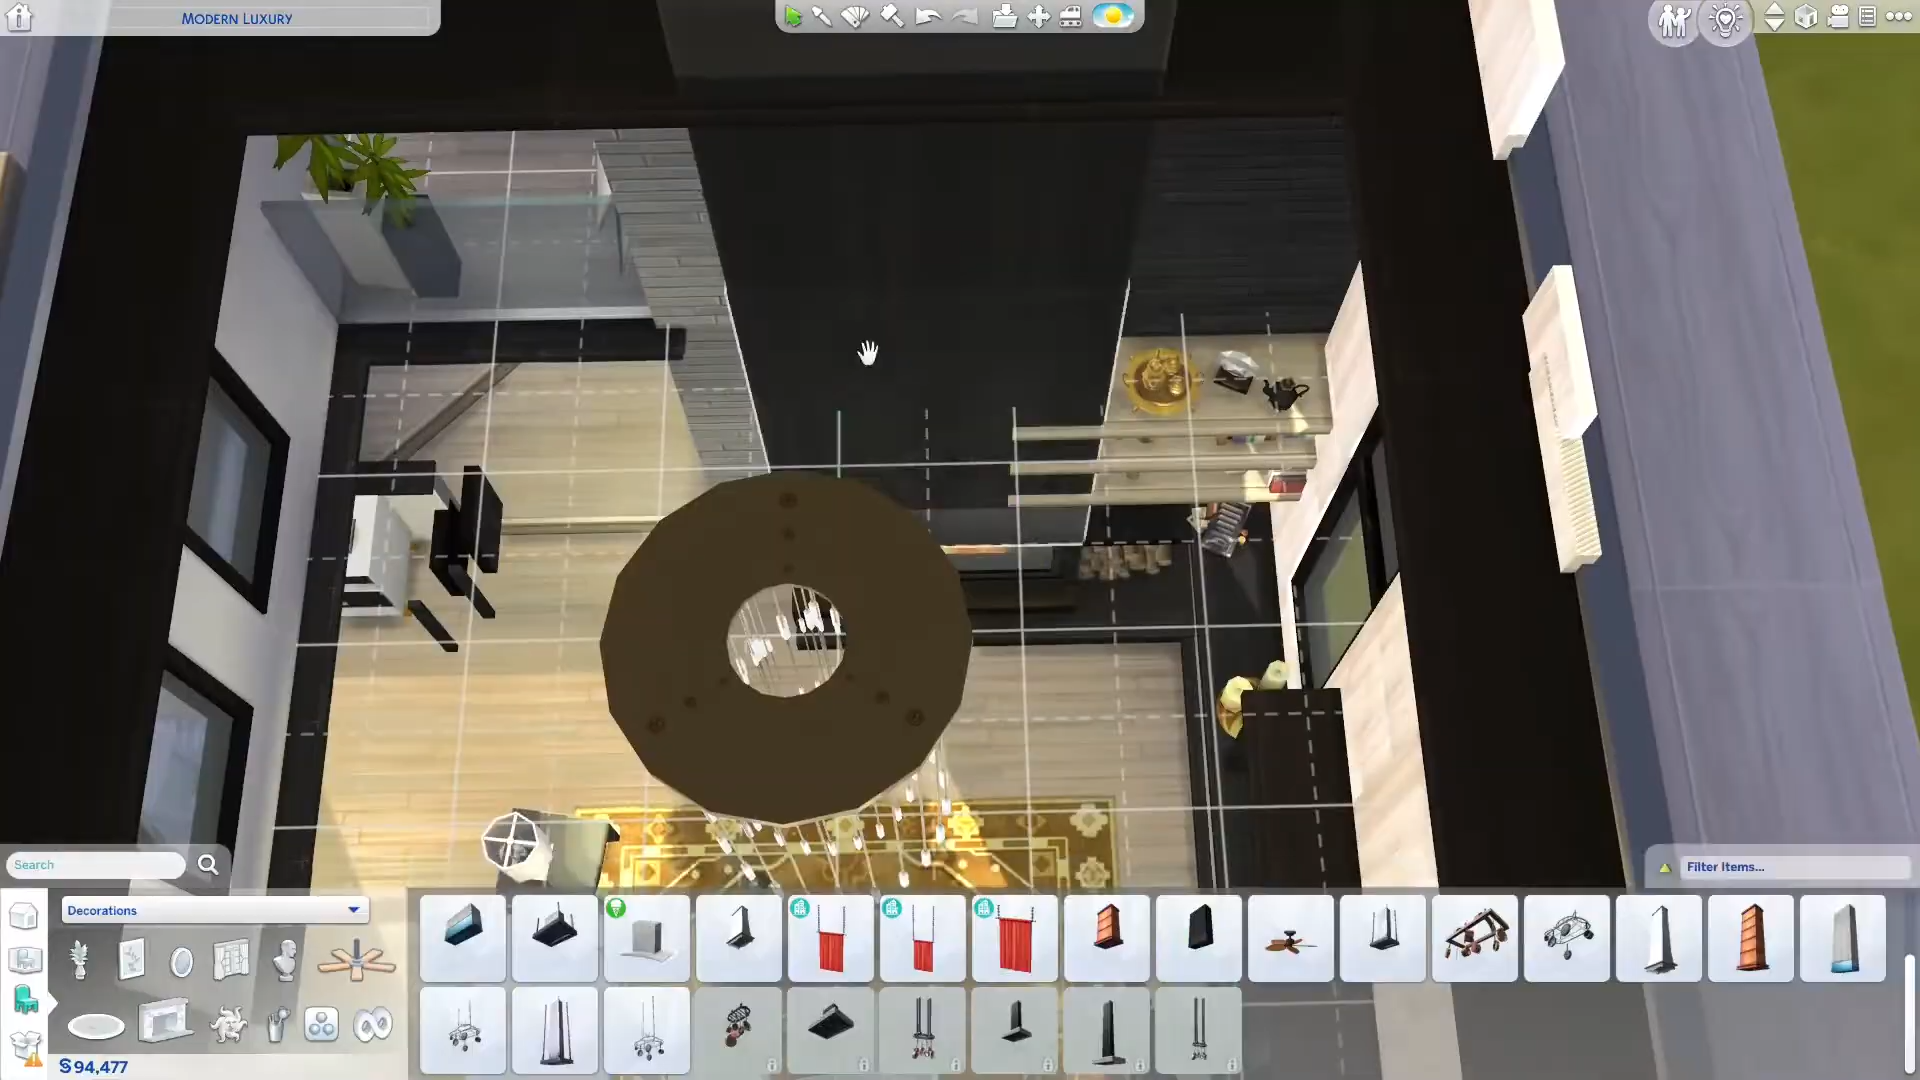 MODERN LUXURY
Search
Filter Items...
Decorations
§94,477